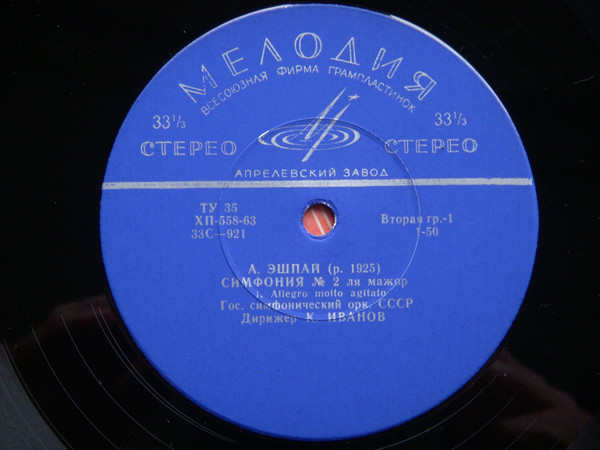 МЕЛОДИЯ
ВСЕСОЮЗНАЯ ФИРМА ГРАМПЛАСТИНОК
33⅓ 33⅓
СТЕРЕО СТЕРЕО
АПРЕЛЕВСКИЙ ЗАВОД
ТУ 35
ХП-558-63 Вторая гр.-1
33С—921 1-50
А. ЭШПАЙ (р. 1925)
СИМФОНИЯ № 2 ля мажор
1. Allegro molto agitato
Гос. симфонический орк. СССР
Дирижер К. ИВАНОВ